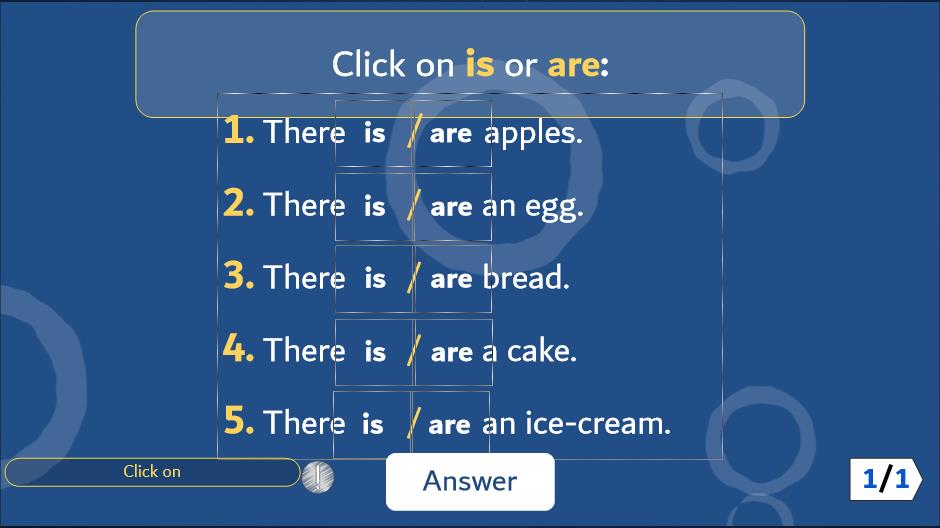 Click on is or are:
1. There is / are apples.
2. There is / are an egg.
3. There is / are bread.
4. There is / are a cake.
5. There is / are an ice-cream.
Click on
!
Answer
1/1